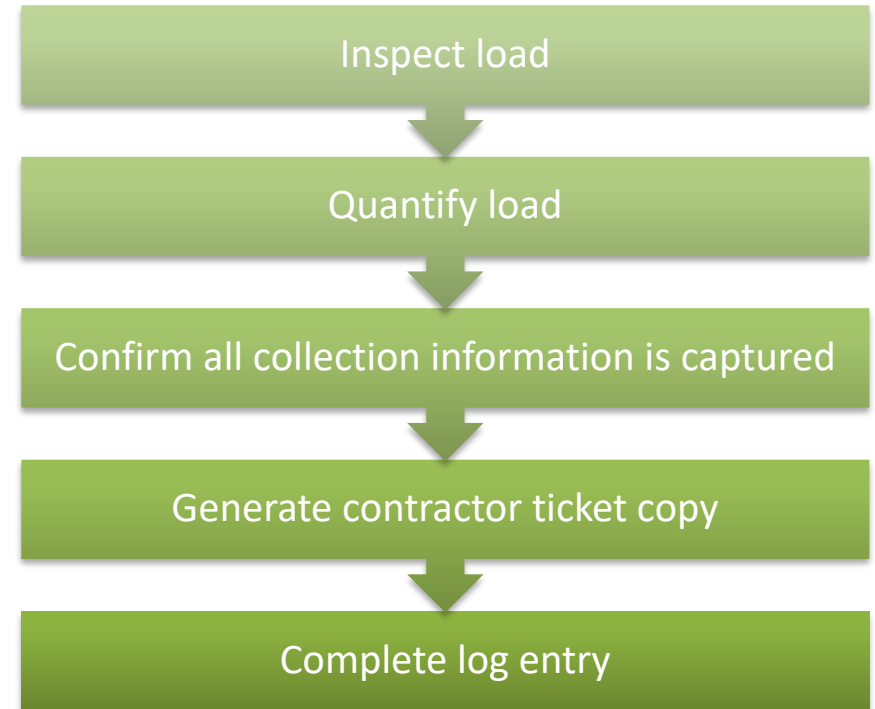 Inspect load
Quantify load
Confirm all collection information is captured
Generate contractor ticket copy
Complete log entry